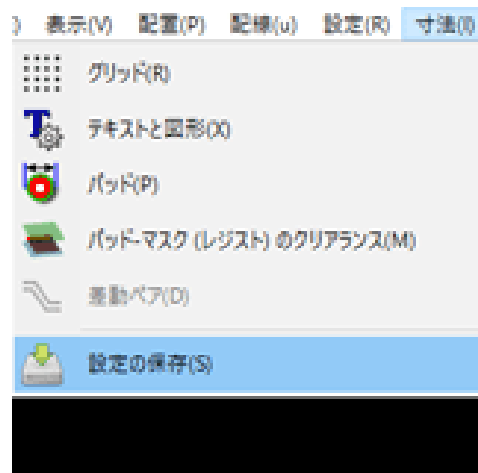 ) 表示(V) 配置(P) 配線(u) 設定(R) 寸法(I)
グリッド(R)
テキストと図形(X)
パッド(P)
パッド-マスク (レジスト) のクリアランス(M)
差動ペア(D)
設定の保存(S)